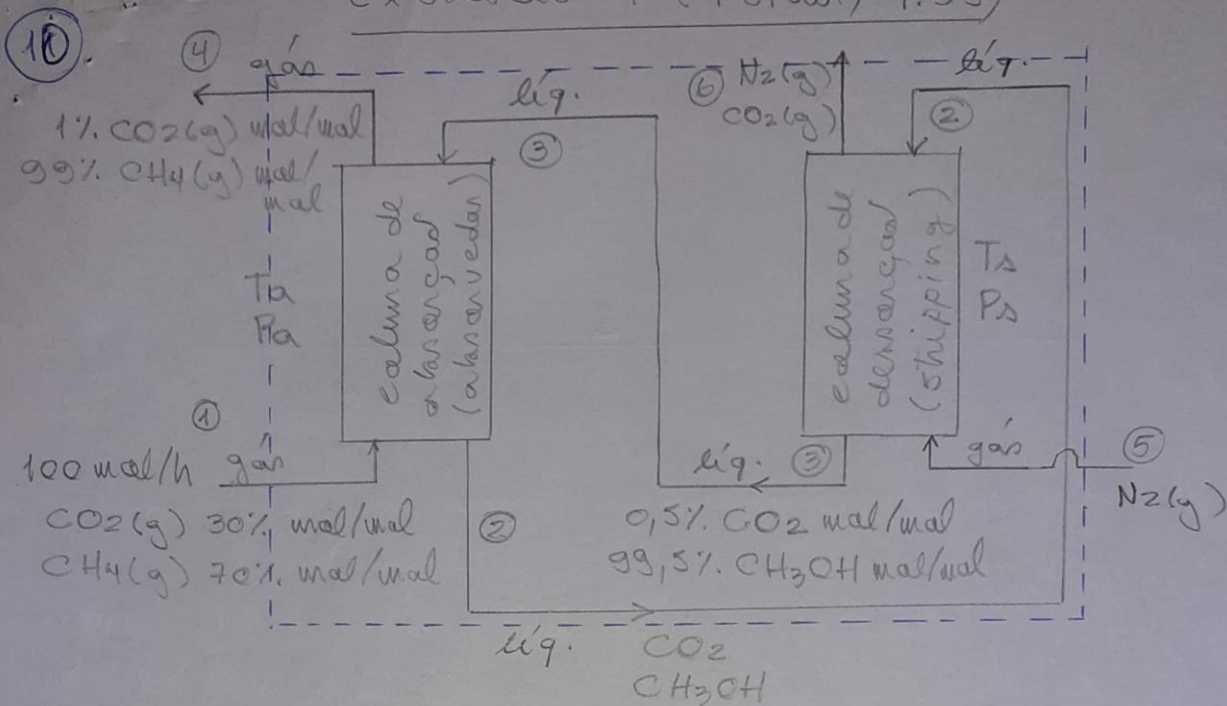 10.
④ gás
1% CO2(g) mol/mol
99% CH4(g) mol/
mol
líq.
③
⑥ N2(g)
CO2(g)
líq.
②
Ta
Pa
coluna de
absorção
(absorvedor)
coluna de
dessorção
(stripping)
Ts
Ps
①
100 mol/h gás
CO2(g) 30% mol/mol
CH4(g) 70% mol/mol
②
líq. ③
0,5% CO2 mol/mol
99,5% CH3OH mol/mol
gás ⑤
N2(g)
líq. CO2
CH3OH